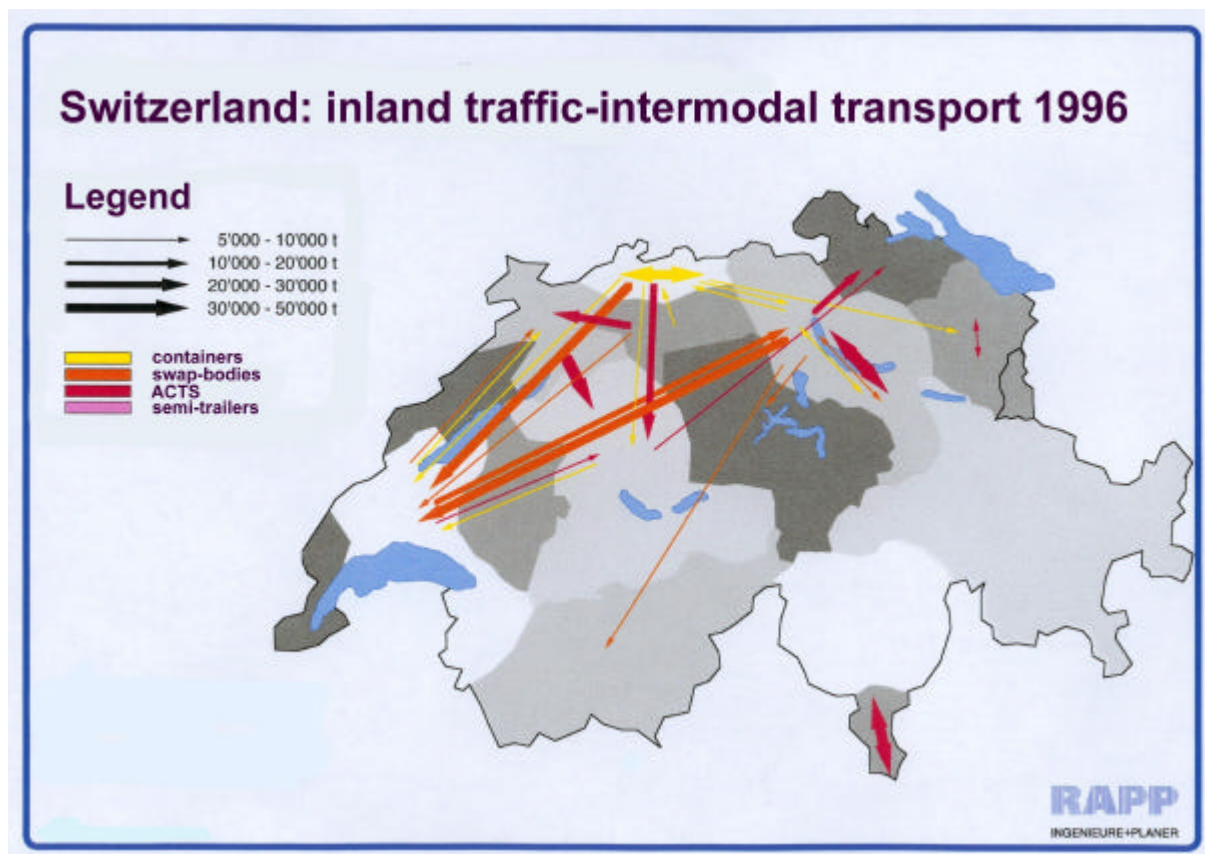 Switzerland: inland traffic-intermodal transport 1996
Legend
5'000 - 10'000 t
10'000 - 20'000 t
20'000 - 30'000 t
30'000 - 50'000 t
containers
swap-bodies
ACTS
semi-trailers
RAPP
INGENIEURE+PLANER